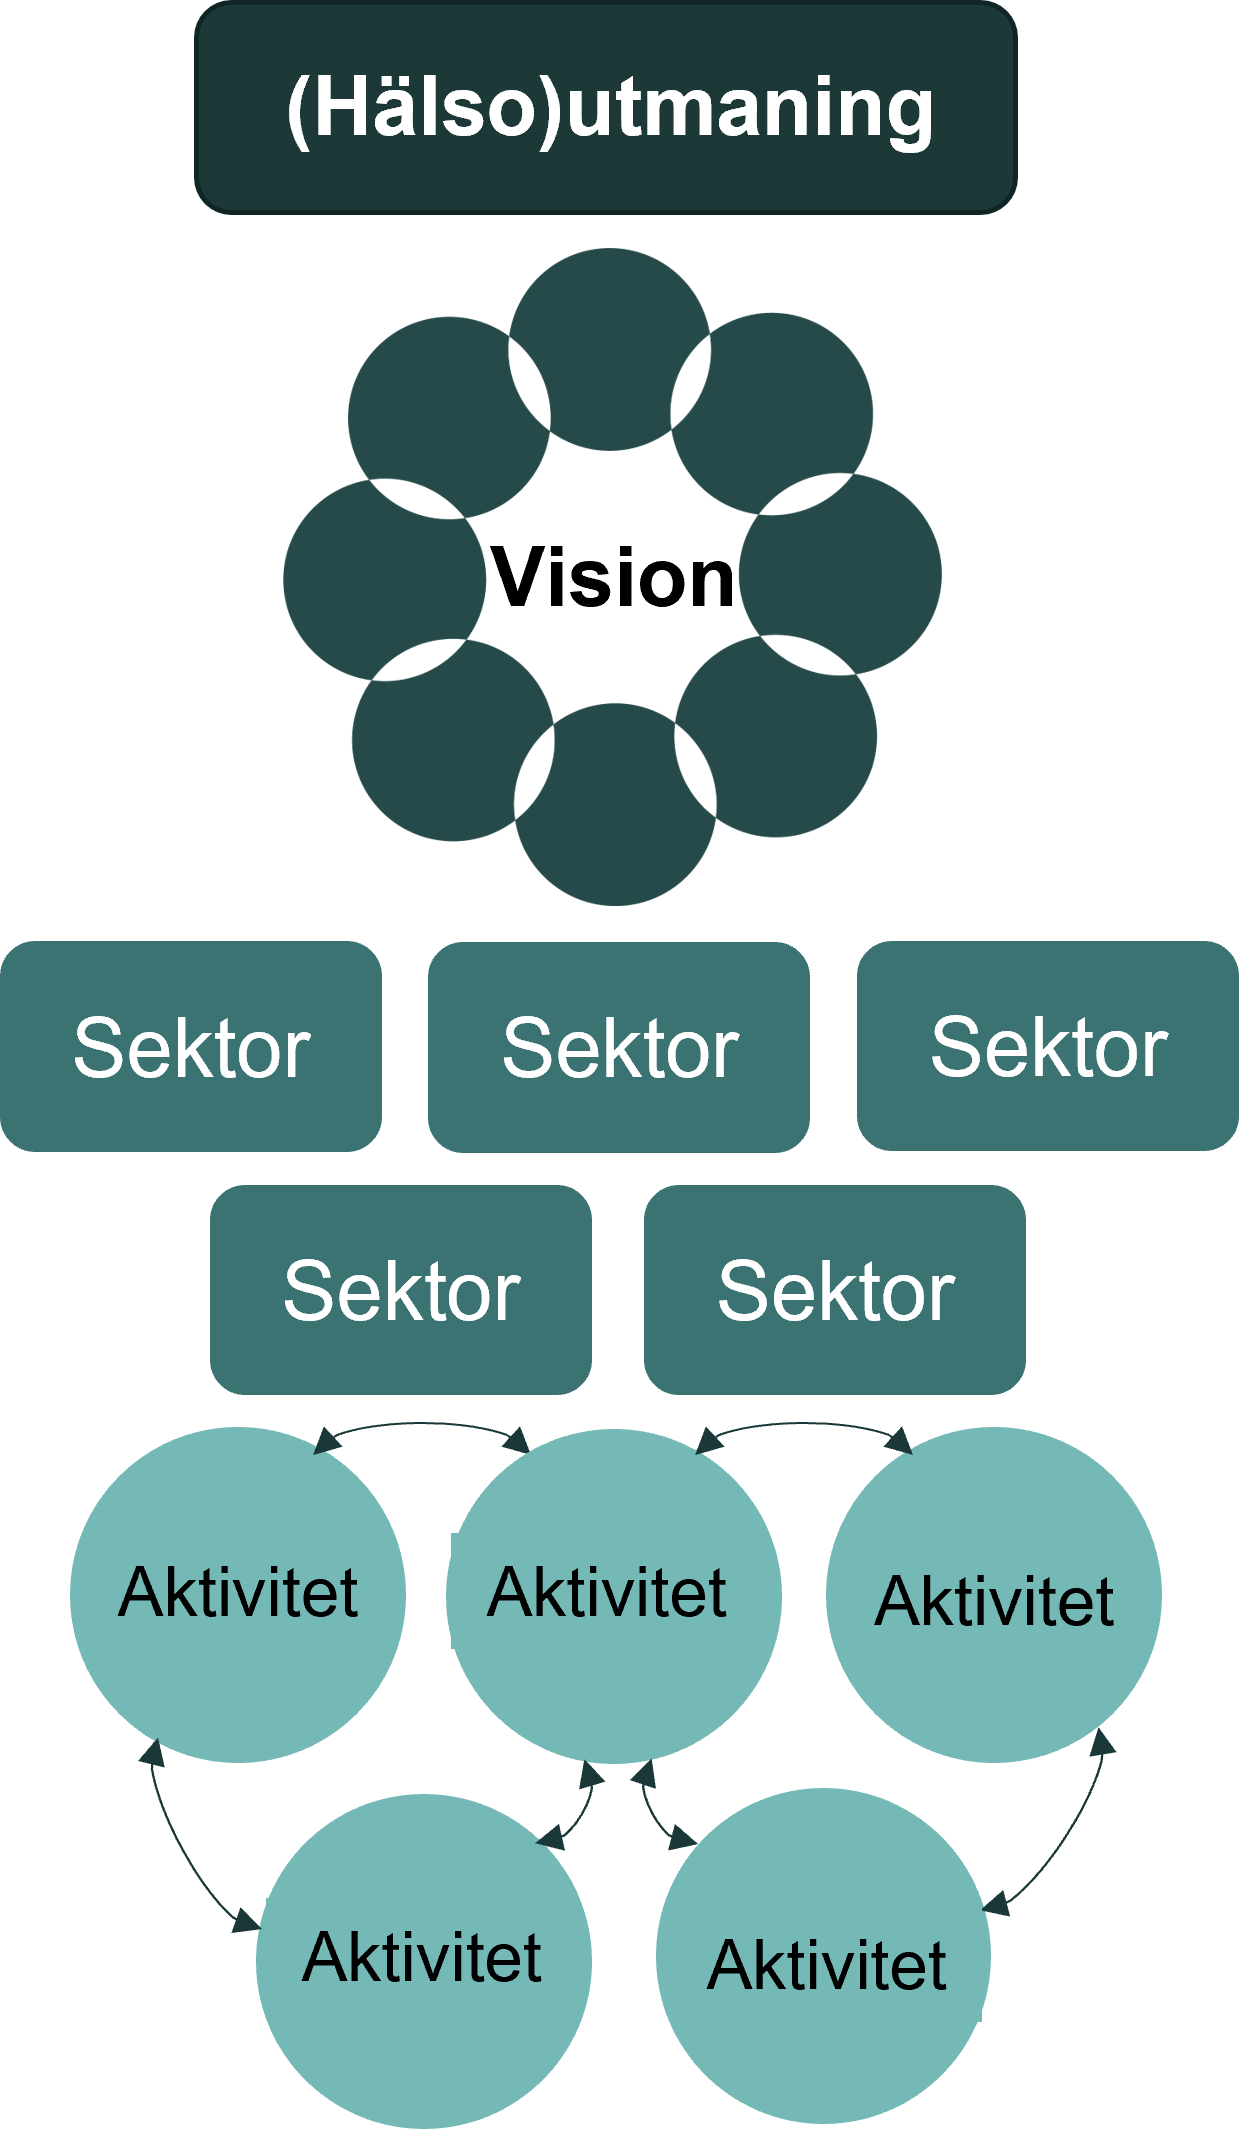 (Hälso)utmaning
Vision
Sektor
Sektor
Sektor
Sektor
Sektor
Aktivitet
Aktivitet
Aktivitet
Aktivitet
Aktivitet